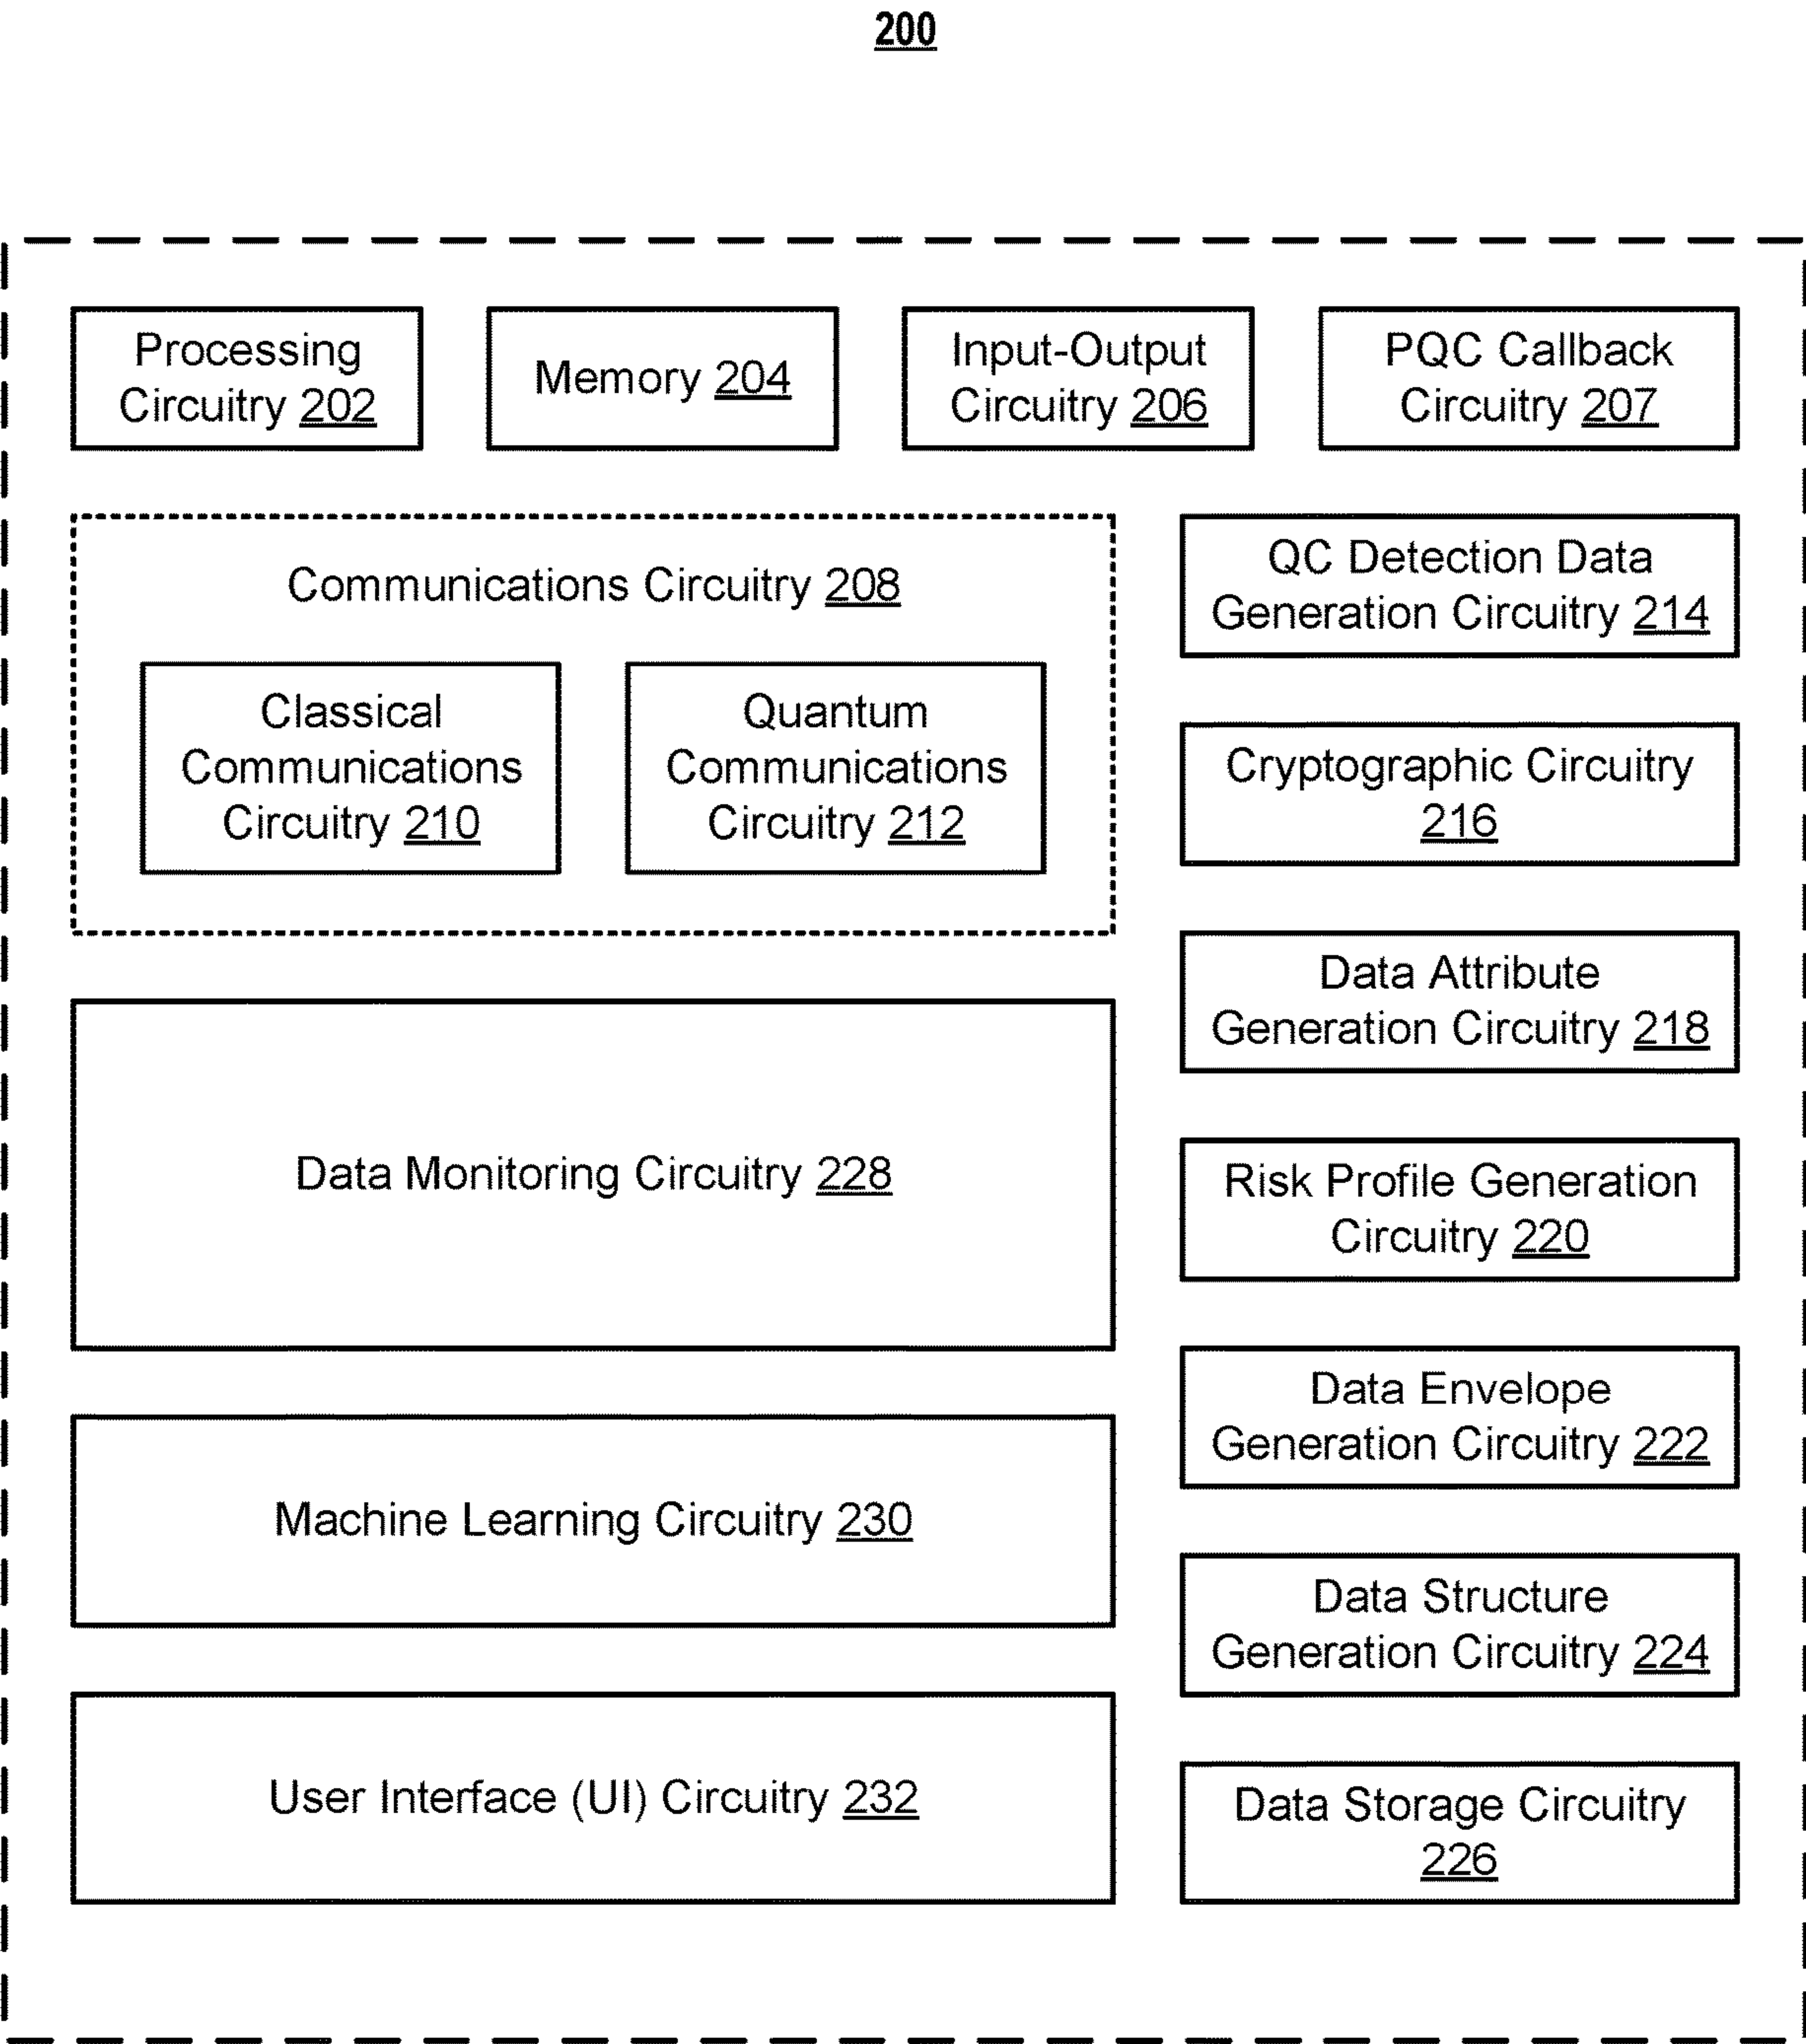 200
Processing
Circuitry 202
Memory 204
Input-Output
Circuitry 206
PQC Callback
Circuitry 207
Communications Circuitry 208
Classical
Communications
Circuitry 210
Quantum
Communications
Circuitry 212
QC Detection Data
Generation Circuitry 214
Cryptographic Circuitry
216
Data Attribute
Generation Circuitry 218
Data Monitoring Circuitry 228
Risk Profile Generation
Circuitry 220
Data Envelope
Generation Circuitry 222
Machine Learning Circuitry 230
Data Structure
Generation Circuitry 224
User Interface (UI) Circuitry 232
Data Storage Circuitry
226